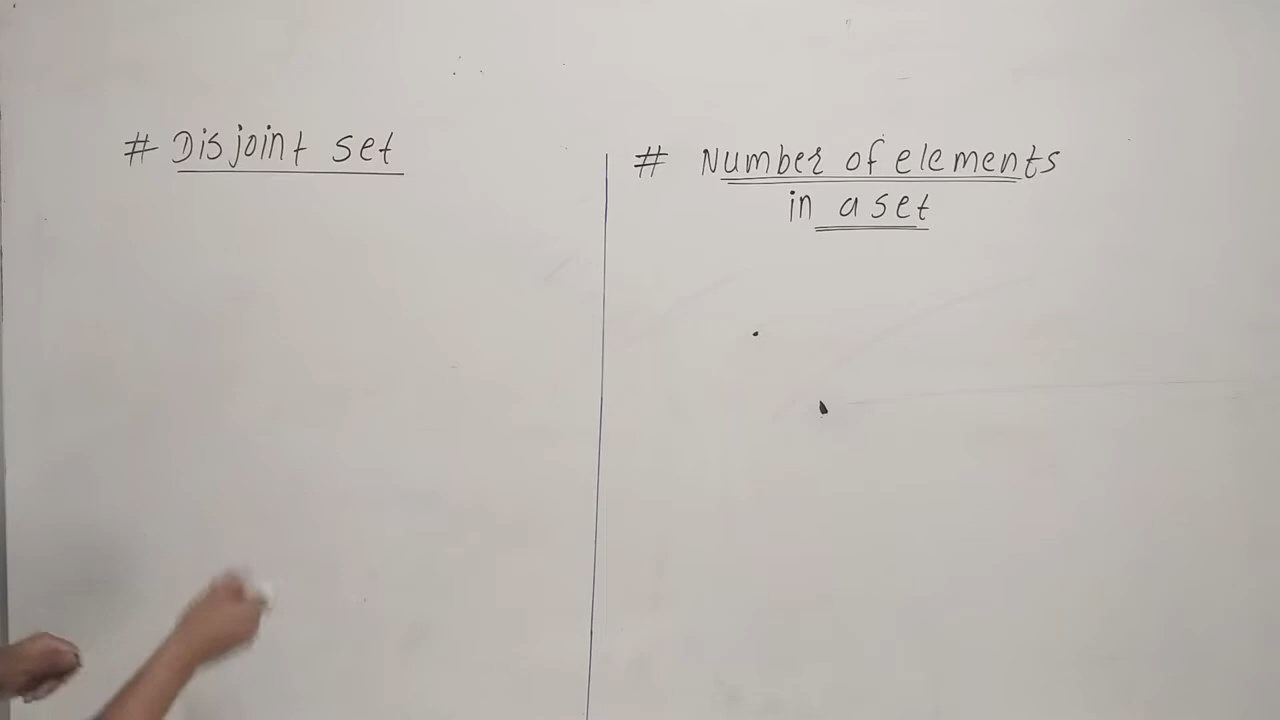 # Disjoint set
# Number of elements
in a set